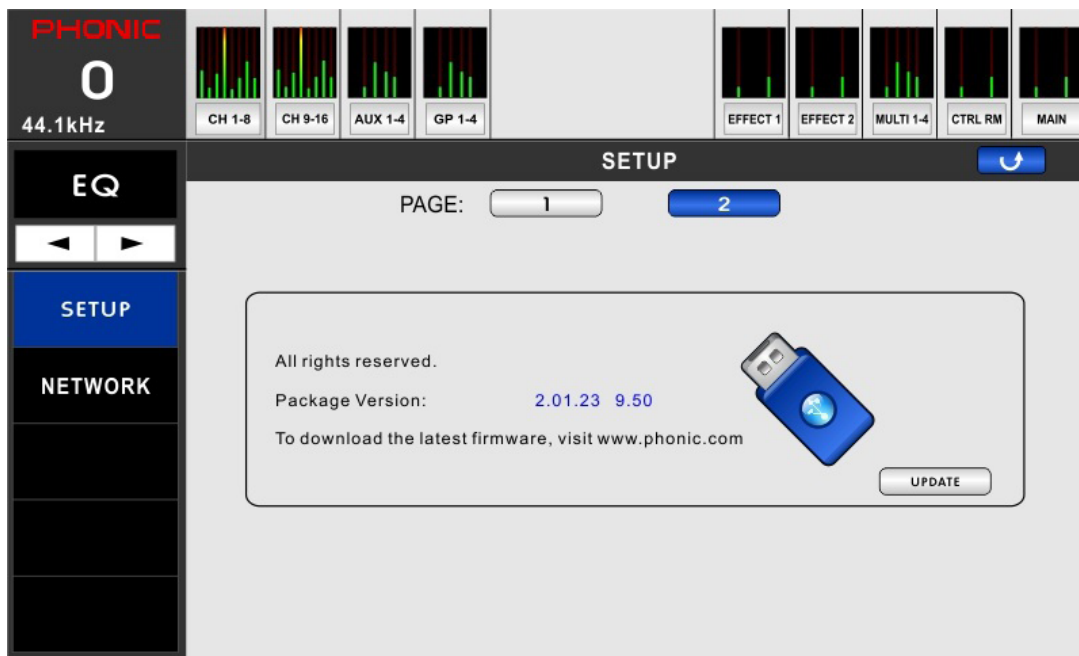 PHONIC
0
44.1kHz
CH 1-8
CH 9-16
AUX 1-4
GP 1-4
EFFECT 1
EFFECT 2
MULTI 1-4
CTRL RM
MAIN
EQ
SETUP
PAGE: 1 2
SETUP
NETWORK
All rights reserved.
Package Version: 2.01.23 9.50
To download the latest firmware, visit www.phonic.com
UPDATE